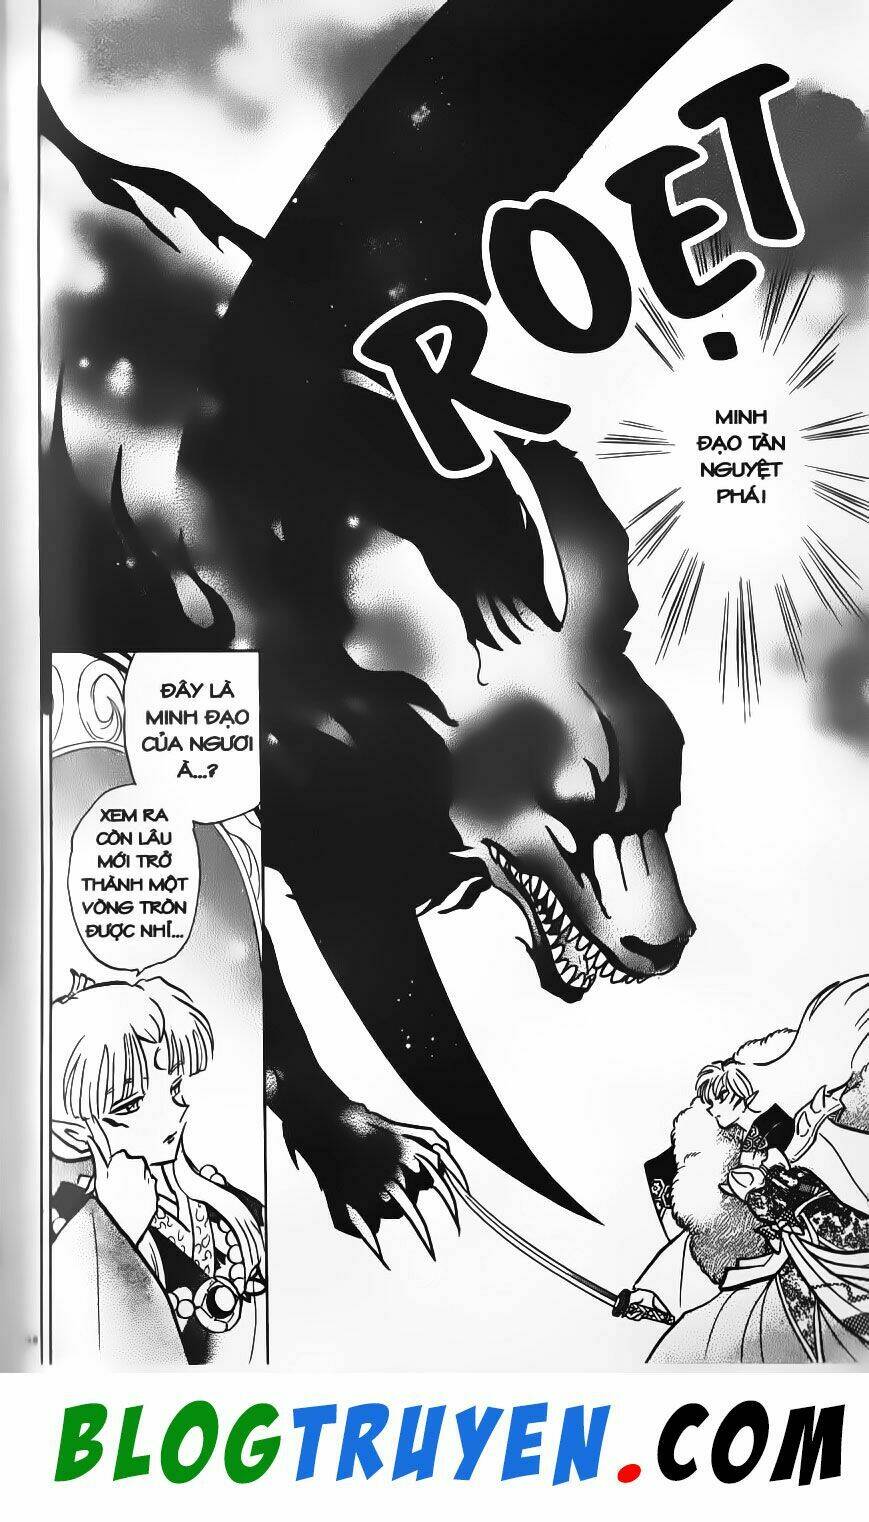 ROẸT
MINH
ĐẠO TÀN
NGUYỆT
PHÁ!
ĐÂY LÀ
MINH ĐẠO
CỦA NGƯƠI
À...?
XEM RA
CÒN LÂU
MỚI TRỞ
THÀNH MỘT
VÒNG TRÒN
ĐƯỢC NHỈ...
BLOGTRUYEN.COM